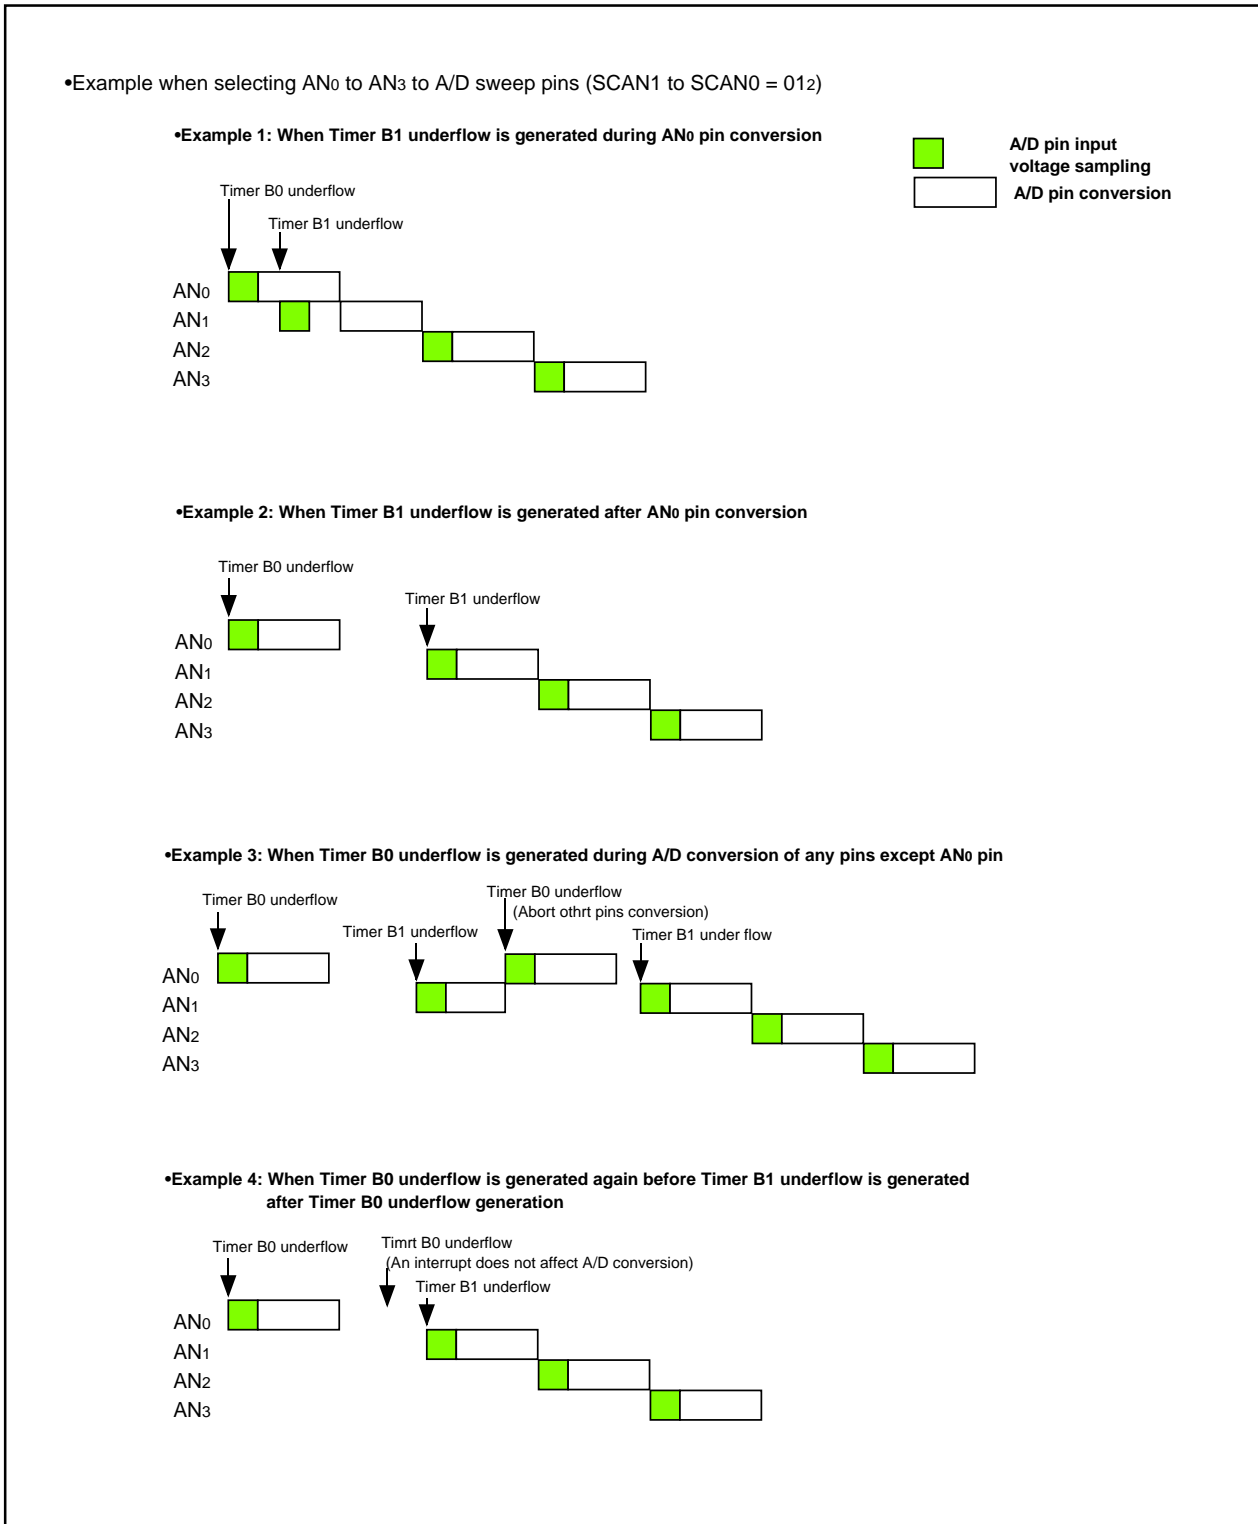 •Example when selecting AN0 to AN3 to A/D sweep pins (SCAN1 to SCAN0 = 012)
•Example 1: When Timer B1 underflow is generated during AN0 pin conversion
A/D pin input
voltage sampling
A/D pin conversion
Timer B0 underflow
Timer B1 underflow
AN0
AN1
AN2
AN3
•Example 2: When Timer B1 underflow is generated after AN0 pin conversion
Timer B0 underflow
Timer B1 underflow
AN0
AN1
AN2
AN3
•Example 3: When Timer B0 underflow is generated during A/D conversion of any pins except AN0 pin
Timer B0 underflow
Timer B0 underflow
(Abort othrt pins conversion)
Timer B1 underflow
Timer B1 under flow
AN0
AN1
AN2
AN3
•Example 4: When Timer B0 underflow is generated again before Timer B1 underflow is generated
after Timer B0 underflow generation
Timer B0 underflow
Timrt B0 underflow
(An interrupt does not affect A/D conversion)
Timer B1 underflow
AN0
AN1
AN2
AN3